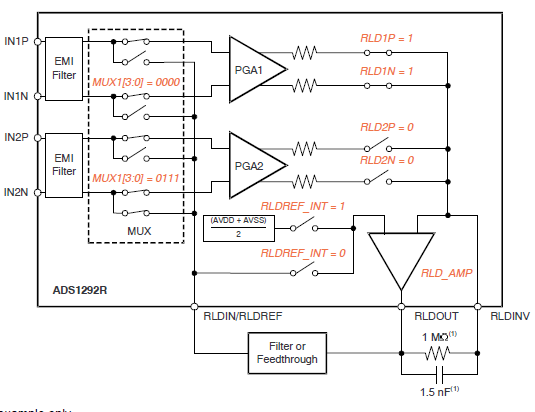 IN1P
EMI
Filter
IN1N
MUX1[3:0] = 0000
PGA1
RLD1P = 1
RLD1N = 1
IN2P
EMI
Filter
IN2N
MUX1[3:0] = 0111
PGA2
RLD2P = 0
RLD2N = 0
MUX
RLDREF_INT = 1
(AVDD + AVSS)
2
RLDREF_INT = 0
RLD_AMP
ADS1292R
RLDIN/RLDREF
RLDOUT
RLDINV
Filter or
Feedthrough
1 MΩ(1)
1.5 nF(1)